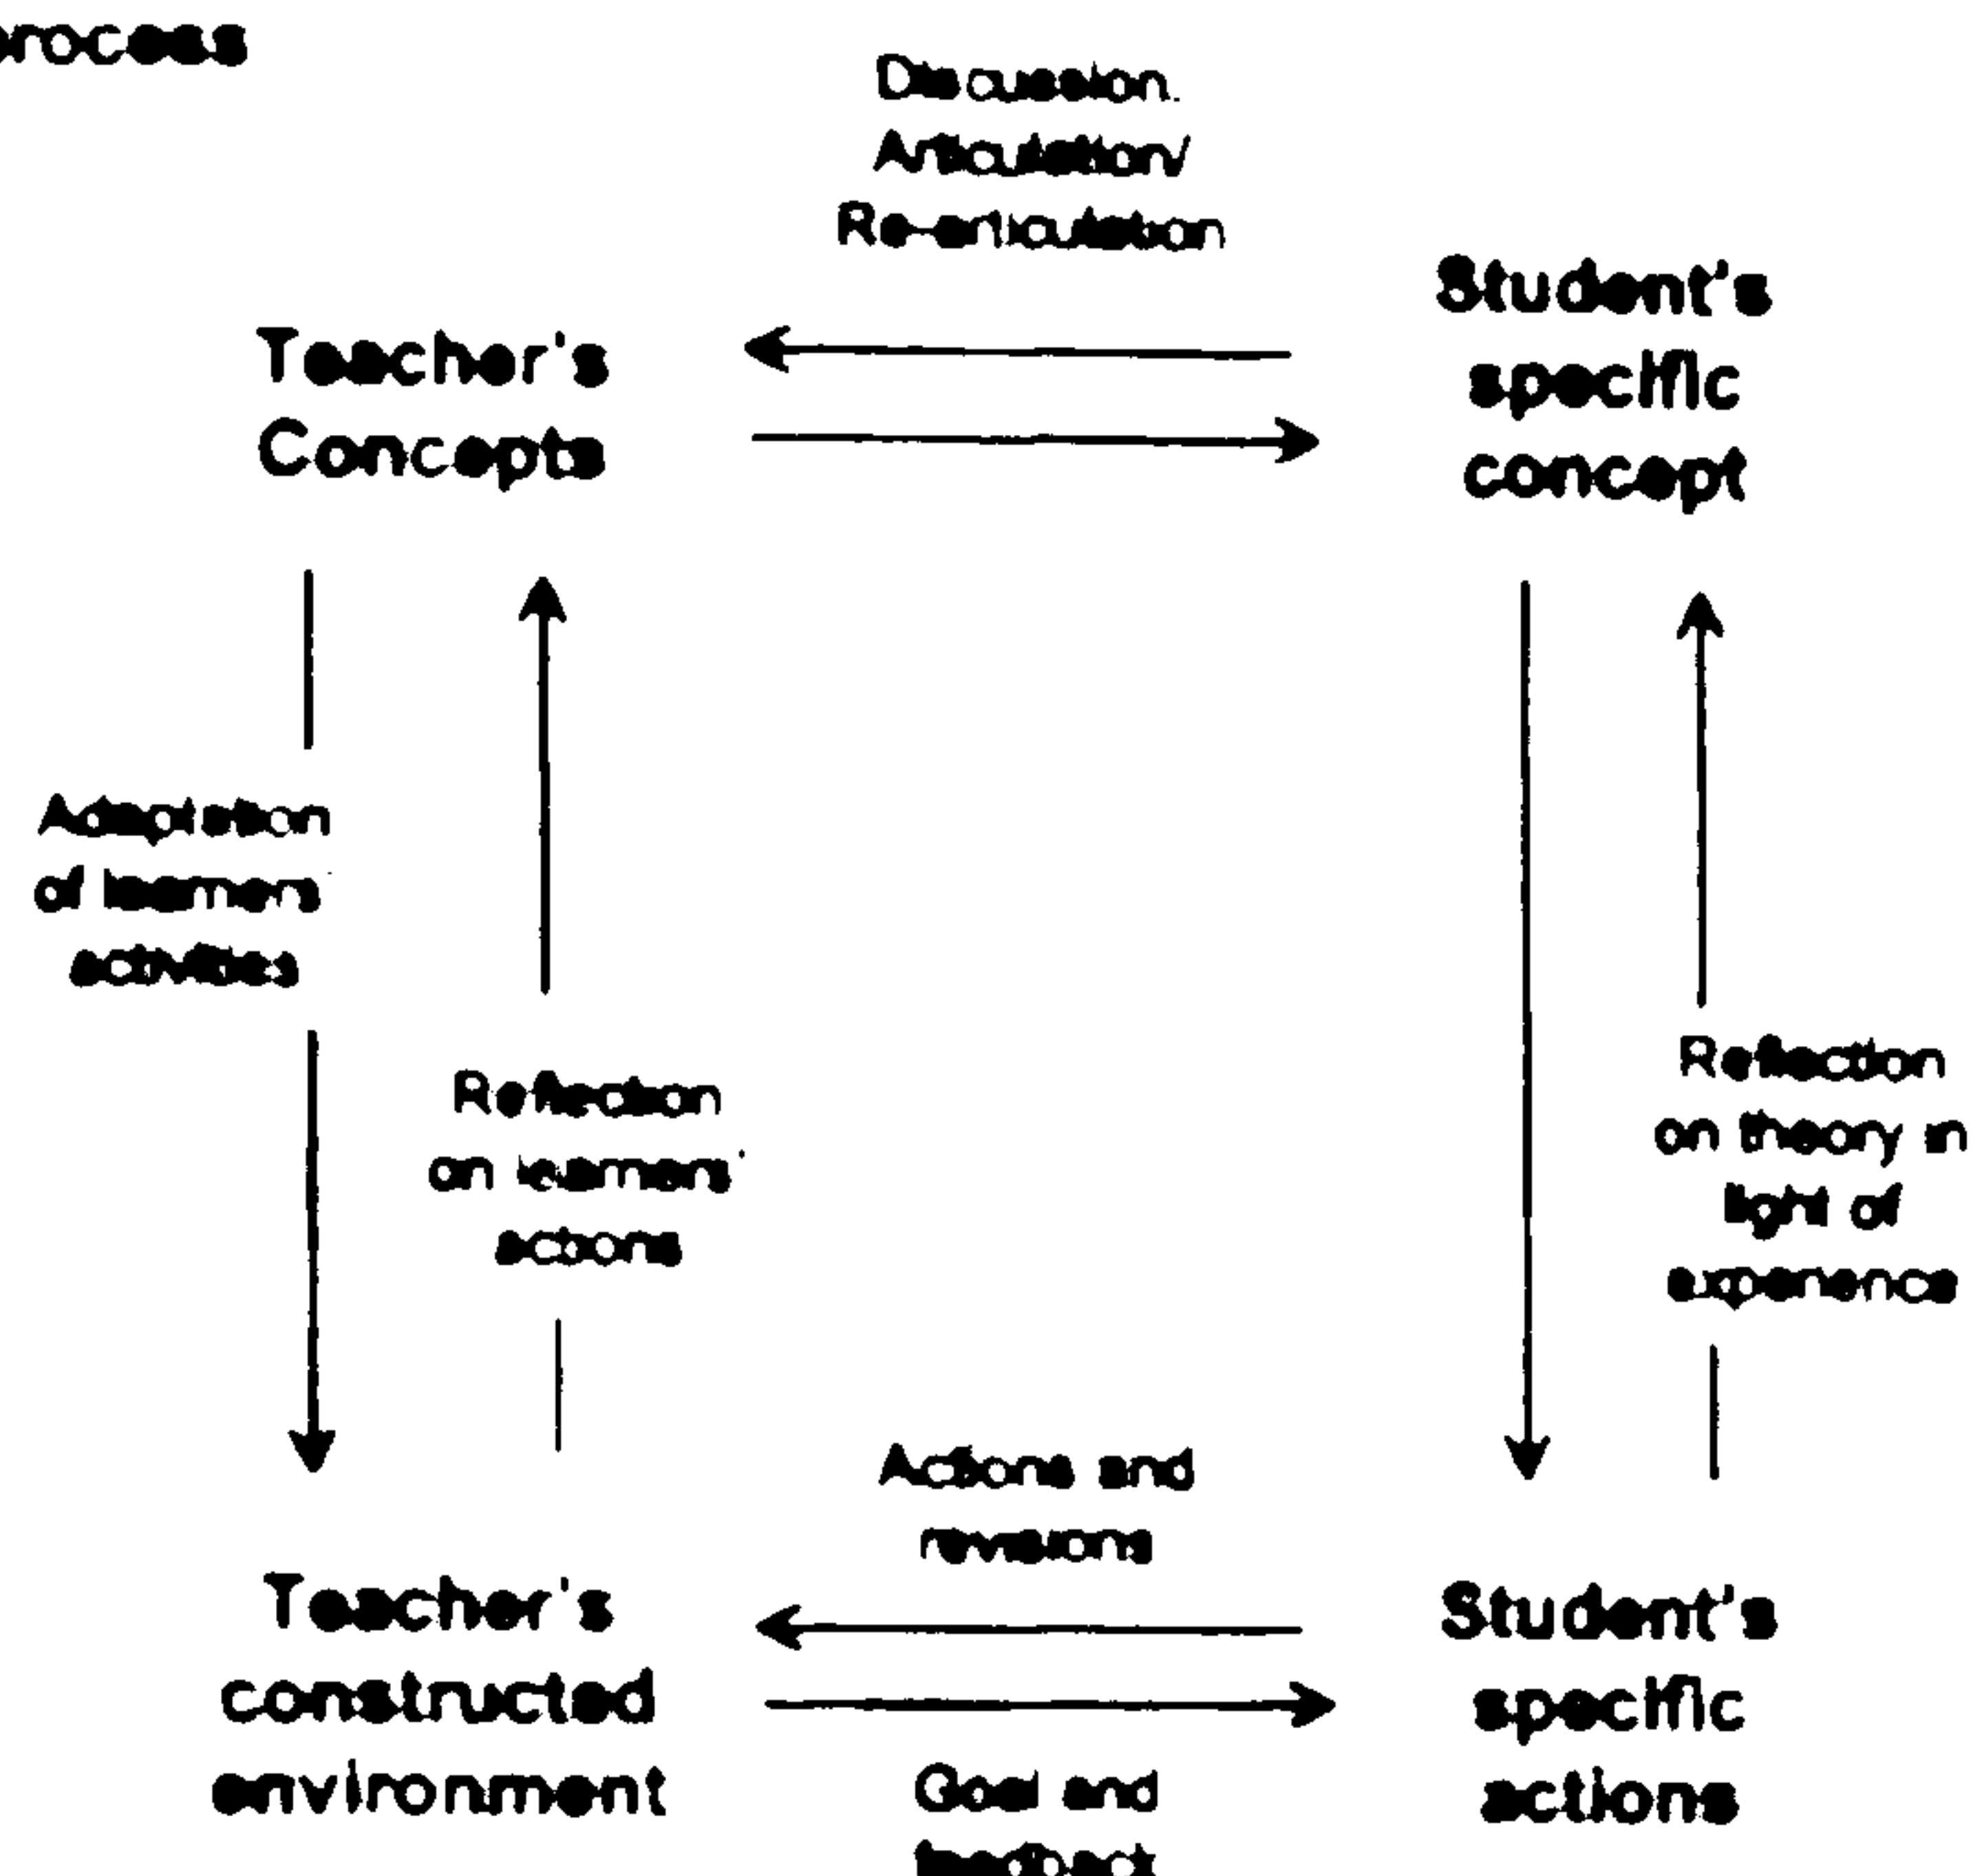 process
Discussion.
Articulation/
Re-articulation
Student's
specific
concept
Teacher's
Concepts
Adaptation
of learners'
activities
Reflection
on learners'
actions
Reflection
on theory in
light of
experience
Actions and
revisions
Teacher's
constructed
environment
Student's
specific
actions
Goal and
feedback